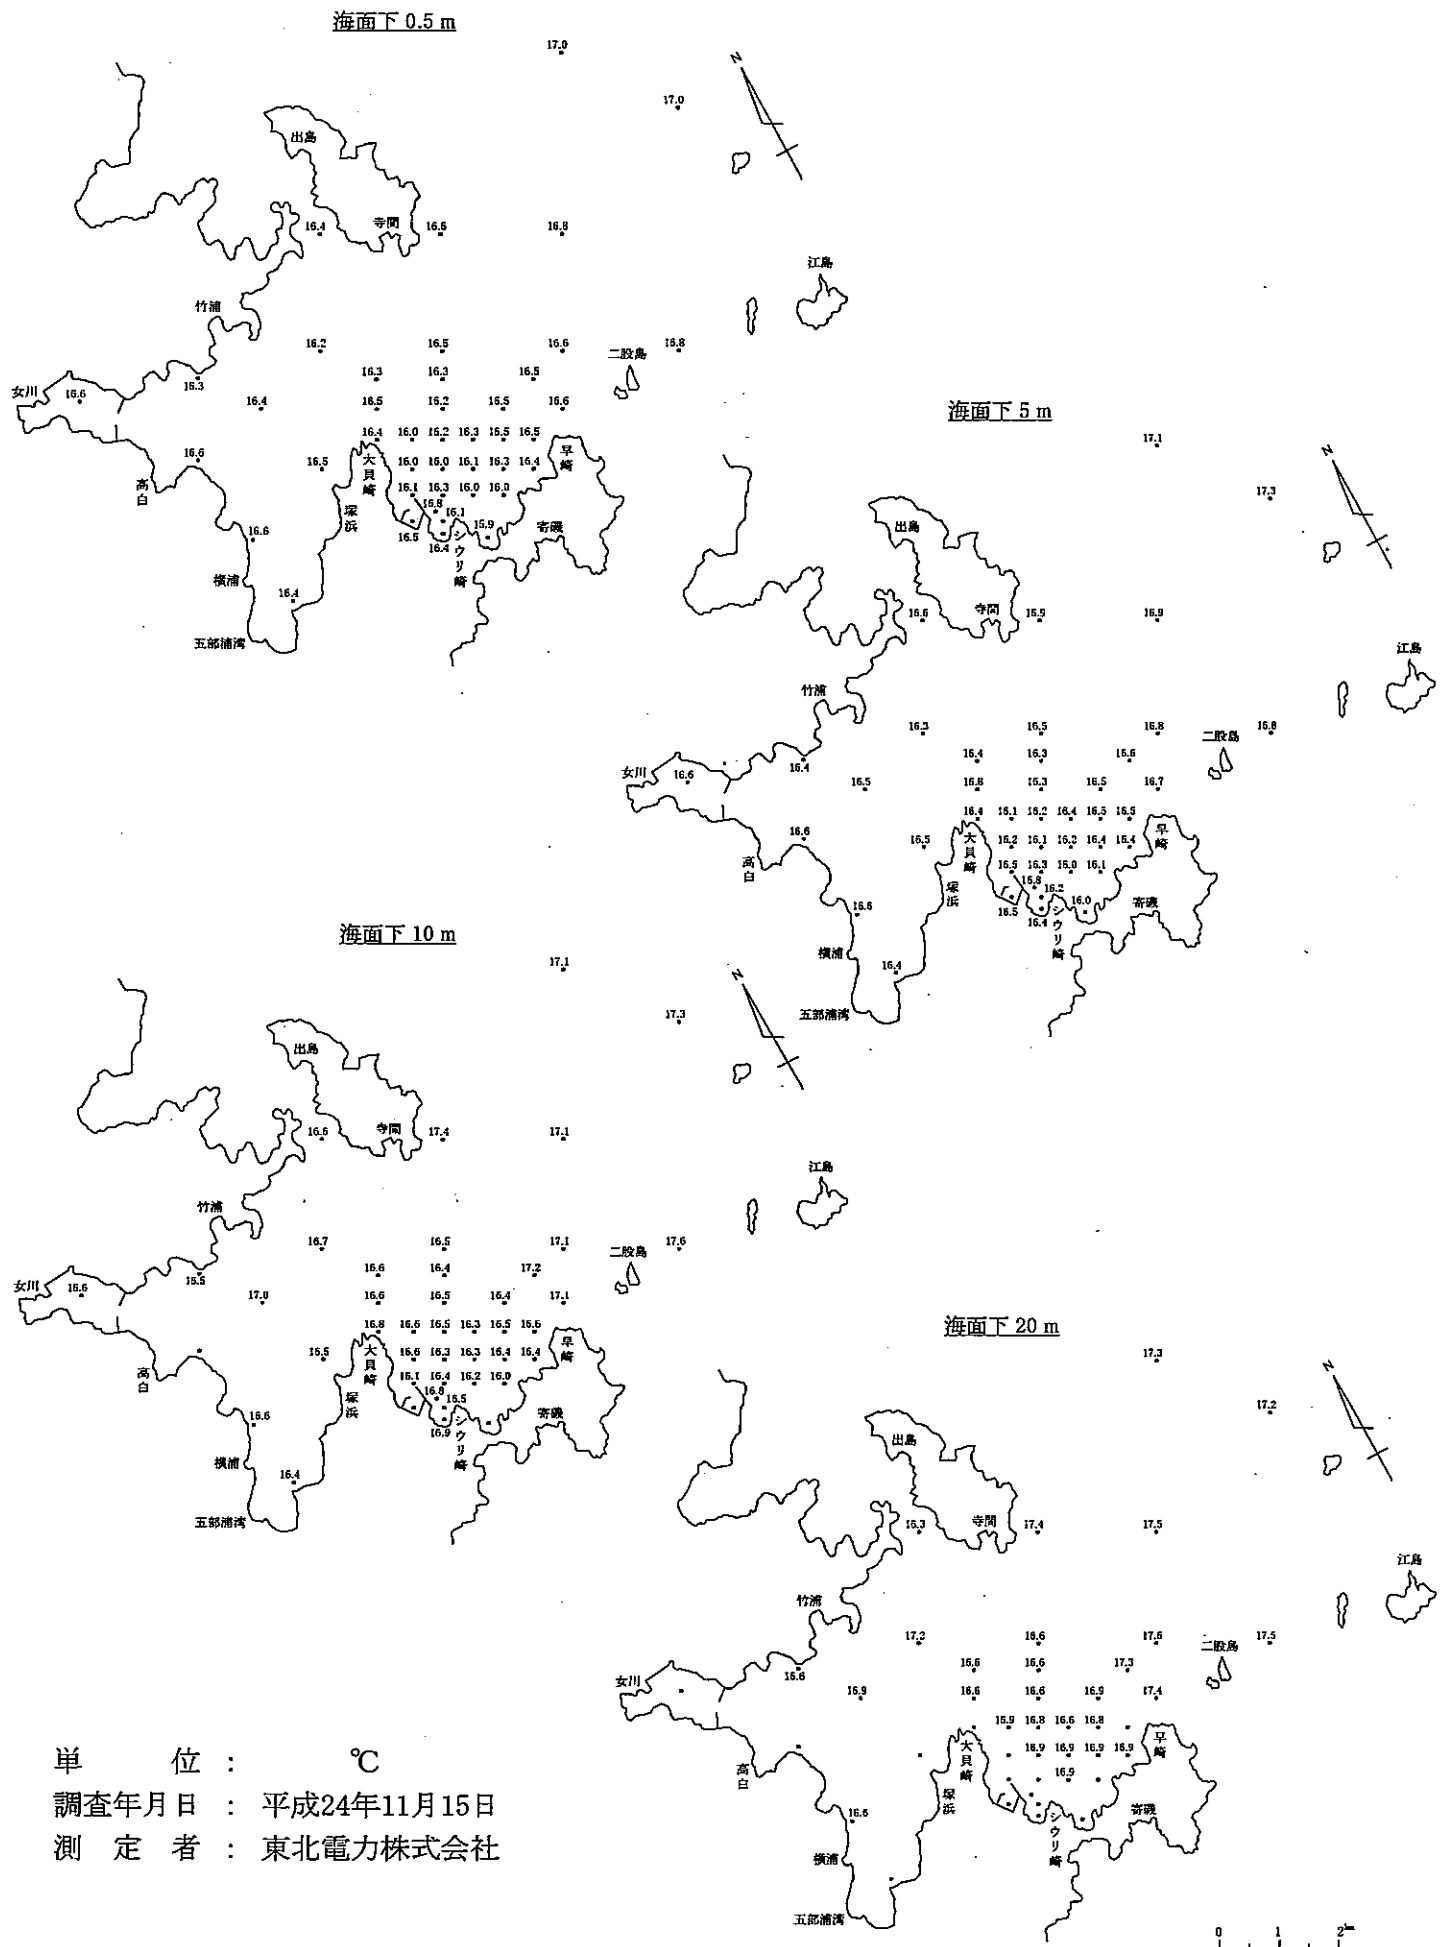 海面下 0.5 m
17.0
17.0
N
出島
寺間
16.4
江島
竹浦
16.2 16.5 16.6 16.8
二股島
16.3 16.3 16.5
女川 16.6 16.3
16.4 16.5 16.2 16.5 16.6
16.4 16.0 16.2 16.3 16.5 16.5
早崎
16.6 16.5 16.0 16.0 16.1 16.3 16.4
大貝崎
高白
16.1 16.3 16.0 16.0
塚浜
16.1
16.5 16.4
シウリ崎
寄磯
16.6
横浦
16.4
五部浦湾
海面下 5 m
17.1
17.3
N
出島
寺間
16.6 16.9
江島
竹浦
16.3 16.5 16.8 16.8
二股島
16.4 16.3
女川 16.6 16.4
16.5 16.3 16.5 16.7
16.4 16.1 16.2 16.4 16.5 16.5
早崎
16.6 16.5 16.2 16.1 16.2 16.4 16.4
大貝崎
高白
16.5 16.3 16.0 16.1
塚浜
16.2
16.5 16.4 16.0
シウリ崎
寄磯
16.6
横浦
16.4
五部浦湾
海面下 10 m
17.1
17.3
N
出島
寺間
16.6 17.4 17.1
江島
竹浦
16.7 16.5 17.1 17.6
二股島
16.6 16.4 17.2
女川 16.6 16.5
17.0 16.6 16.5 16.4 17.1
16.8 16.6 16.5 16.3 16.5 16.6
早崎
16.5 16.6 16.3 16.3 16.4 16.4
大貝崎
高白
16.1 16.4 16.2 16.0
塚浜
16.8 16.5
16.9
シウリ崎
寄磯
16.6
横浦
16.4
五部浦湾
海面下 20 m
17.3
17.2
N
出島
寺間
16.3 17.4 17.5
江島
竹浦
17.2 16.6 17.5
二股島
16.6 16.6 17.3
女川 16.6
16.9 16.6 16.6 16.9 17.4
16.8 16.6 16.8
早崎
16.9 16.9 16.9 16.9
大貝崎
高白
16.9
塚浜
シウリ崎
寄磯
横浦
五部浦湾
単 位 : ℃
調査年月日 : 平成24年11月15日
測 定 者 : 東北電力株式会社
0 1 2 km